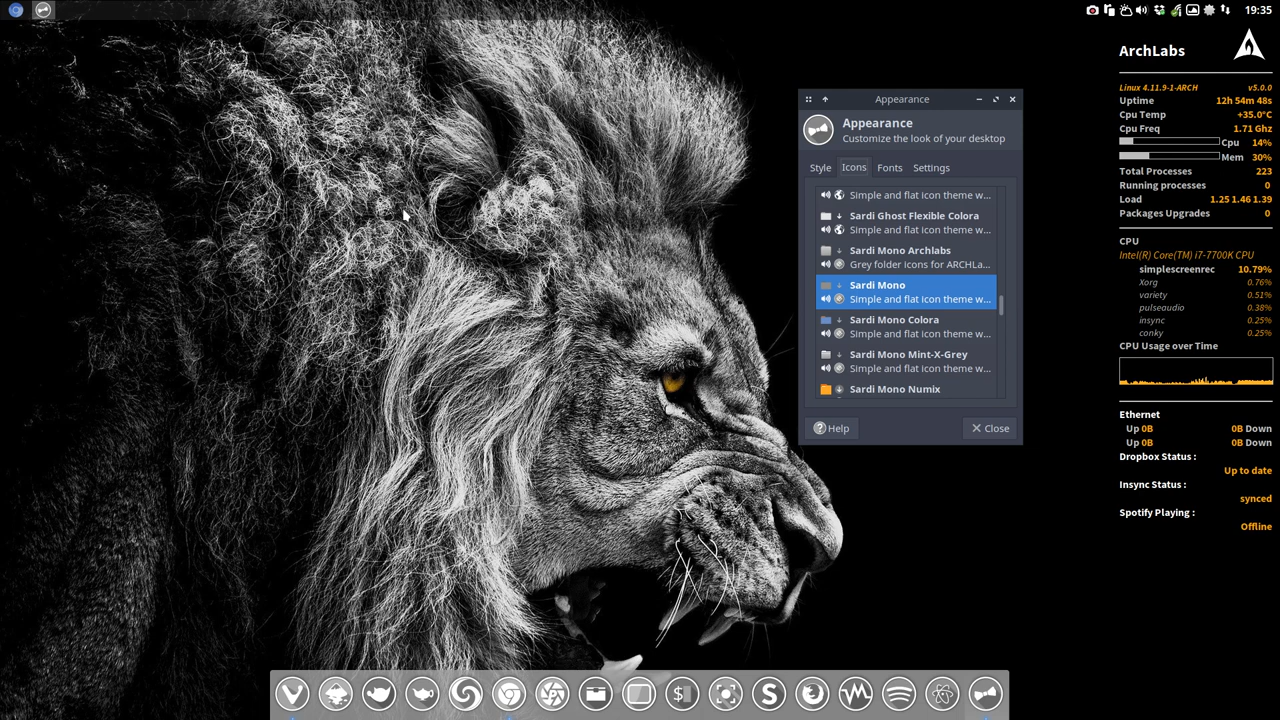 19:35
Appearance
Appearance
Customize the look of your desktop
Style Icons Fonts Settings
Simple and flat icon theme w...
Sardi Ghost Flexible Colora
Simple and flat icon theme w...
Sardi Mono Archlabs
Grey folder icons for ARCHLa...
Sardi Mono
Simple and flat icon theme w...
Sardi Mono Colora
Simple and flat icon theme w...
Sardi Mono Mint-X-Grey
Simple and flat icon theme w...
Sardi Mono Numix
Help Close
ArchLabs
Linux 4.11.9-1-ARCH v5.0.0
Uptime 12h 54m 48s
Cpu Temp +35.0°C
Cpu Freq 1.71 Ghz
Cpu 14%
Mem 30%
Total Processes 223
Running processes 0
Load 1.25 1.46 1.39
Packages Upgrades 0
CPU
Intel(R) Core(TM) i7-7700K CPU
simplescreenrec 10.79%
Xorg 0.76%
variety 0.51%
pulseaudio 0.38%
insync 0.25%
conky 0.25%
CPU Usage over Time
Ethernet
Up 0B 0B Down
Up 0B 0B Down
Dropbox Status :
Up to date
Insync Status :
synced
Spotify Playing :
Offline